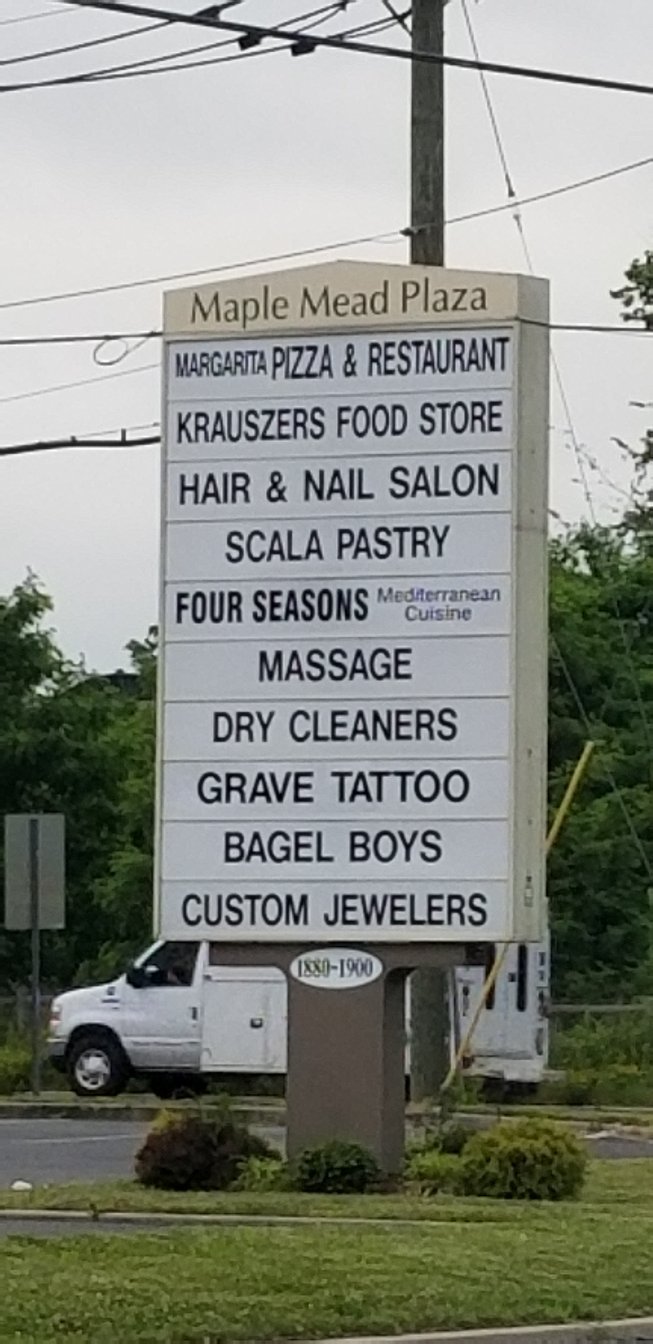 Maple Mead Plaza
MARGARITA PIZZA & RESTAURANT
KRAUSZERS FOOD STORE
HAIR & NAIL SALON
SCALA PASTRY
FOUR SEASONS Mediterranean Cuisine
MASSAGE
DRY CLEANERS
GRAVE TATTOO
BAGEL BOYS
CUSTOM JEWELERS
1880-1900